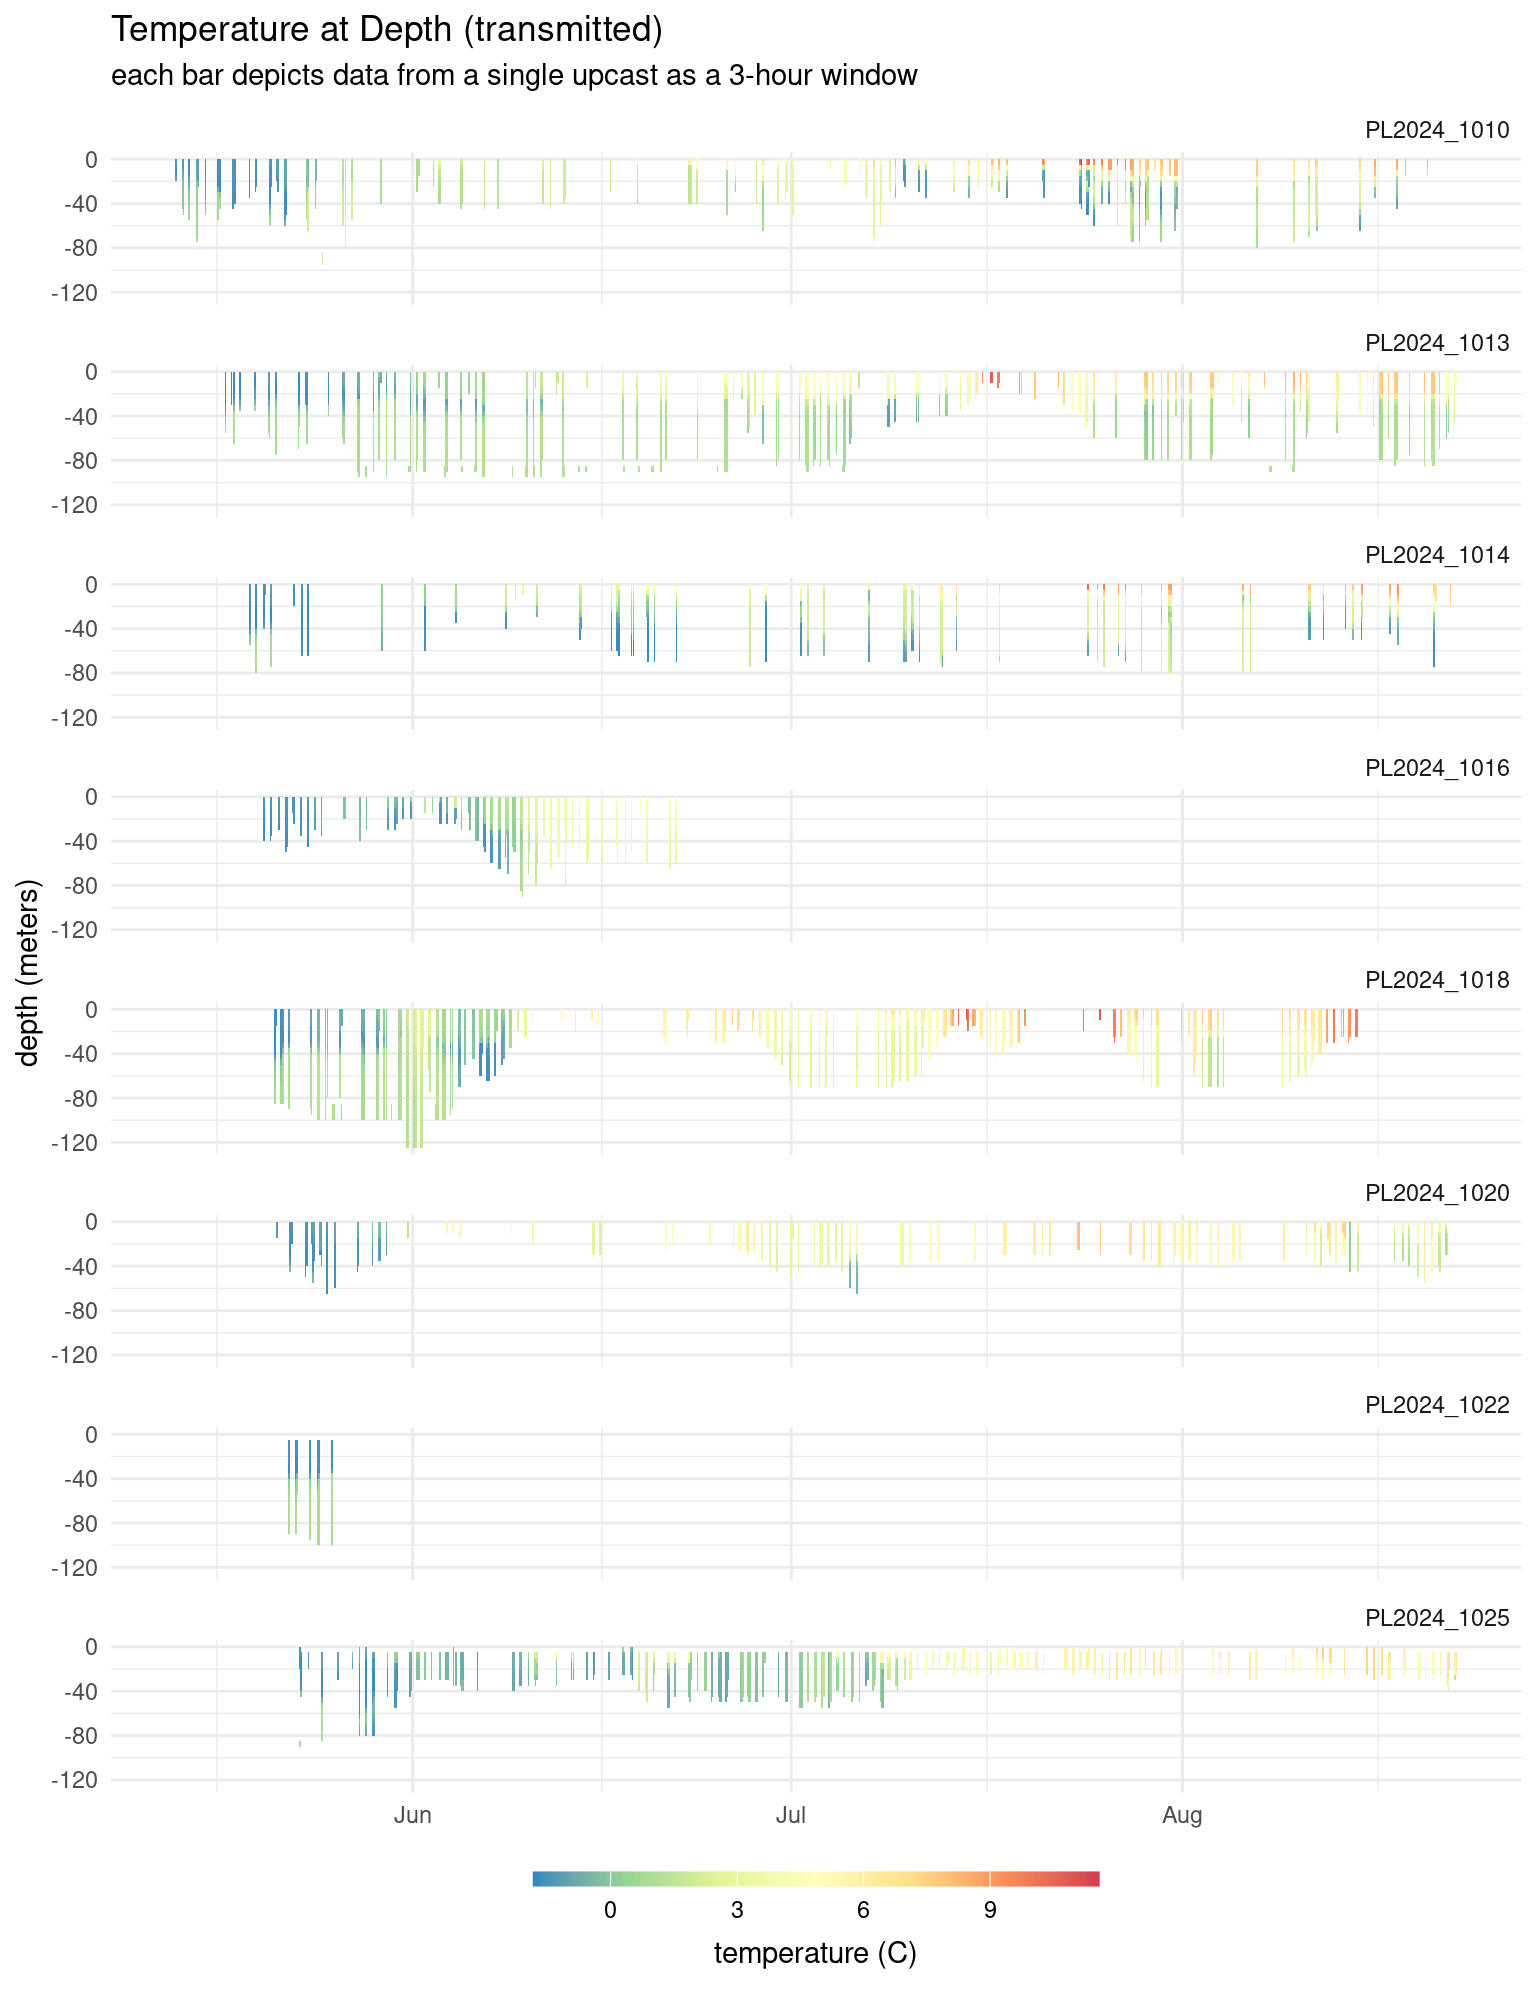 Temperature at Depth (transmitted)
each bar depicts data from a single upcast as a 3-hour window
PL2024_1010
0
-40
-80
-120
PL2024_1013
0
-40
-80
-120
PL2024_1014
0
-40
-80
-120
PL2024_1016
0
-40
-80
-120
depth (meters)
PL2024_1018
0
-40
-80
-120
PL2024_1020
0
-40
-80
-120
PL2024_1022
0
-40
-80
-120
PL2024_1025
0
-40
-80
-120
Jun Jul Aug
0 3 6 9
temperature (C)